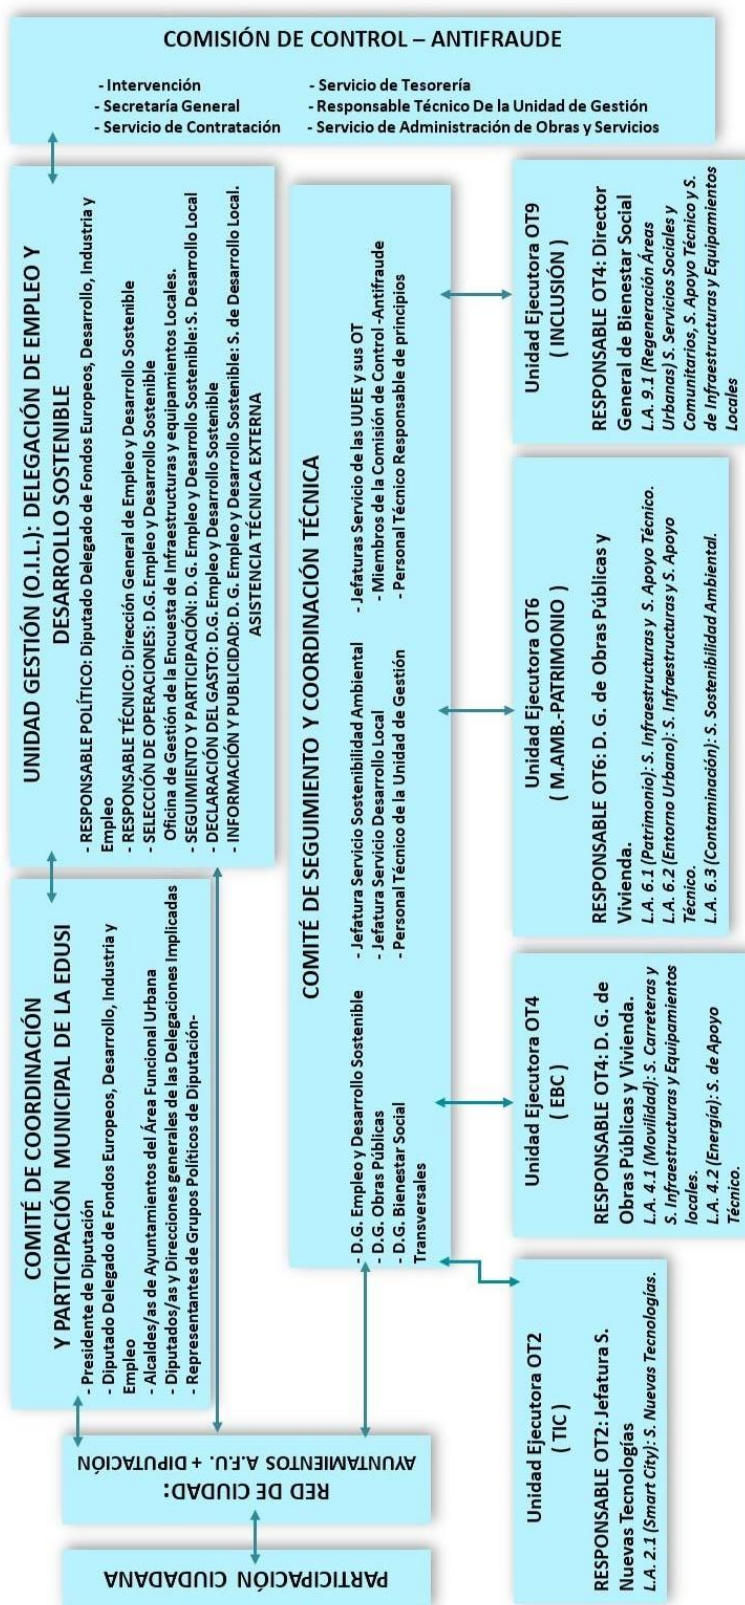 COMISIÓN DE CONTROL – ANTIFRAUDE
- Intervención
- Secretaría General
- Servicio de Contratación
- Servicio de Tesorería
- Responsable Técnico De la Unidad de Gestión
- Servicio de Administración de Obras y Servicios
UNIDAD GESTIÓN (O.I.L.): DELEGACIÓN DE EMPLEO Y
DESARROLLO SOSTENIBLE
- RESPONSABLE POLÍTICO: Diputado Delegado de Fondos Europeos, Desarrollo, Industria y
Empleo
- RESPONSABLE TÉCNICO: Dirección General de Empleo y Desarrollo Sostenible
- SELECCIÓN DE OPERACIONES: D.G. Empleo y Desarrollo Sostenible
Oficina de Gestión de la Encuesta de Infraestructuras y equipamientos Locales.
- SEGUIMIENTO Y PARTICIPACIÓN: D. G. Empleo y Desarrollo Sostenible: S. Desarrollo Local
- DECLARACIÓN DEL GASTO: D.G. Empleo y Desarrollo Sostenible
- INFORMACIÓN Y PUBLICIDAD: D. G. Empleo y Desarrollo Sostenible: S. de Desarrollo Local.
ASISTENCIA TÉCNICA EXTERNA
COMITÉ DE COORDINACIÓN
Y PARTICIPACIÓN MUNICIPAL DE LA EDUSI
- Presidente de Diputación
- Diputado Delegado de Fondos Europeos, Desarrollo, Industria y
Empleo
- Alcaldes/as de Ayuntamientos del Área Funcional Urbana
- Diputados/as y Direcciones generales de las Delegaciones Implicadas
- Representantes de Grupos Políticos de Diputación-
RED DE CIUDAD:
AYUNTAMIENTOS A.F.U. + DIPUTACIÓN
PARTICIPACIÓN CIUDADANA
COMITÉ DE SEGUIMIENTO Y COORDINACIÓN TÉCNICA
- D.G. Empleo y Desarrollo Sostenible
- D.G. Obras Públicas
- D.G. Bienestar Social
Transversales
- Jefatura Servicio Sostenibilidad Ambiental
- Jefatura Servicio Desarrollo Local
- Personal Técnico de la Unidad de Gestión
- Jefaturas Servicio de las UUEE y sus OT
- Miembros de la Comisión de Control -Antifraude
- Personal Técnico Responsable de principios
Unidad Ejecutora OT2
( TIC )
RESPONSABLE OT2: Jefatura S.
Nuevas Tecnologías
L.A. 2.1 (Smart City): S. Nuevas Tecnologías.
Unidad Ejecutora OT4
( EBC )
RESPONSABLE OT4: D. G. de
Obras Públicas y Vivienda.
L.A. 4.1 (Movilidad): S. Carreteras y
S. Infraestructuras y Equipamientos
locales.
L.A. 4.2 (Energía): S. de Apoyo
Técnico.
Unidad Ejecutora OT6
( M.AMB.-PATRIMONIO )
RESPONSABLE OT6: D. G. de Obras Públicas y
Vivienda.
L.A. 6.1 (Patrimonio): S. Infraestructuras y S. Apoyo Técnico.
L.A. 6.2 (Entorno Urbano): S. Infraestructuras y S. Apoyo
Técnico.
L.A. 6.3 (Contaminación): S. Sostenibilidad Ambiental.
Unidad Ejecutora OT9
( INCLUSIÓN )
RESPONSABLE OT4: Director
General de Bienestar Social
L.A. 9.1 (Regeneración Áreas
Urbanas) S. Servicios Sociales y
Comunitarios, S. Apoyo Técnico y S.
de Infraestructuras y Equipamientos
Locales